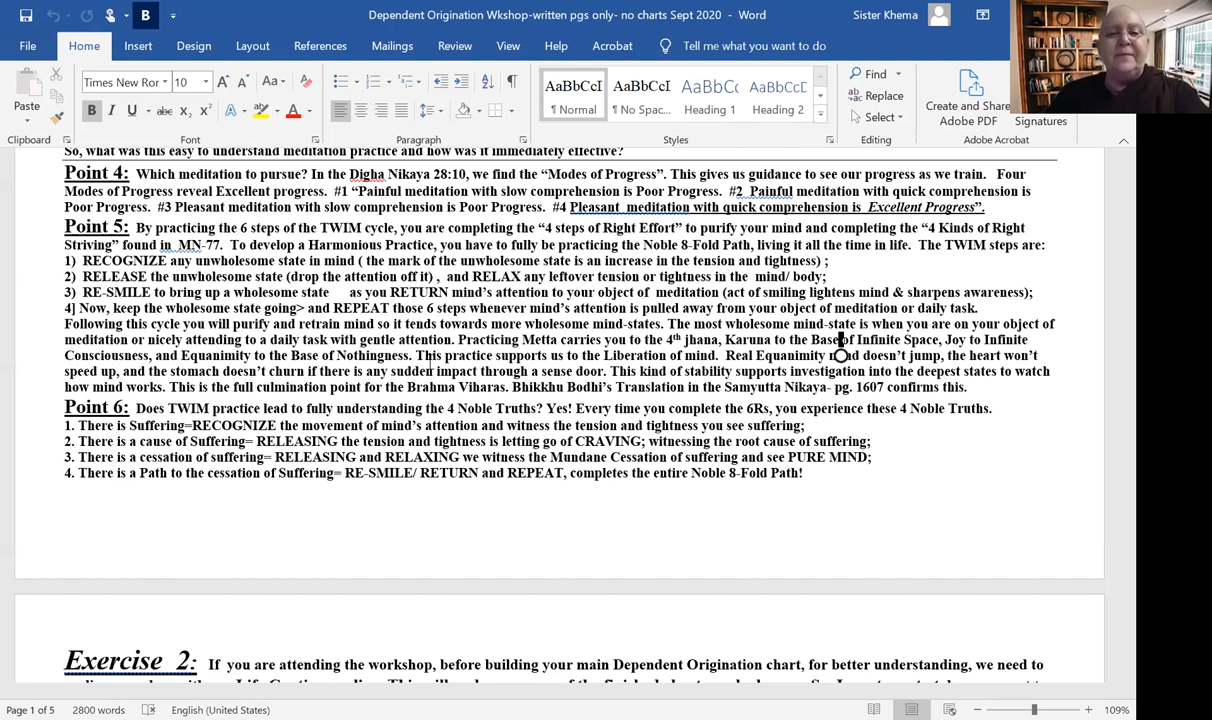 Dependent Origination Wkshop-written pgs only- no charts Sept 2020 - Word
Sister Khema
File Home Insert Design Layout References Mailings Review View Help Acrobat Tell me what you want to do
Paste
Times New Ror 10
AaBbCcI AaBbCcI AaBbC( AaBbCcE
¶ Normal ¶ No Spac... Heading 1 Heading 2
Find
Replace
Select
Create and Share
Adobe PDF
Signatures
Clipboard Font Paragraph Styles Editing Adobe Acrobat
So, what was this easy to understand meditation practice and how was it immediately effective?
Point 4: Which meditation to pursue? In the Digha Nikaya 28:10, we find the “Modes of Progress”. This gives us guidance to see our progress as we train. Four
Modes of Progress reveal Excellent progress. #1 “Painful meditation with slow comprehension is Poor Progress. #2 Painful meditation with quick comprehension is
Poor Progress. #3 Pleasant meditation with slow comprehension is Poor Progress. #4 Pleasant meditation with quick comprehension is Excellent Progress”.
Point 5: By practicing the 6 steps of the TWIM cycle, you are completing the “4 steps of Right Effort” to purify your mind and completing the “4 Kinds of Right
Striving” found in MN-77. To develop a Harmonious Practice, you have to fully be practicing the Noble 8-Fold Path, living it all the time in life. The TWIM steps are:
1) RECOGNIZE any unwholesome state in mind ( the mark of the unwholesome state is an increase in the tension and tightness) ;
2) RELEASE the unwholesome state (drop the attention off it) , and RELAX any leftover tension or tightness in the mind/ body;
3) RE-SMILE to bring up a wholesome state as you RETURN mind’s attention to your object of meditation (act of smiling lightens mind & sharpens awareness);
4] Now, keep the wholesome state going> and REPEAT those 6 steps whenever mind’s attention is pulled away from your object of meditation or daily task.
Following this cycle you will purify and retrain mind so it tends towards more wholesome mind-states. The most wholesome mind-state is when you are on your object of
meditation or nicely attending to a daily task with gentle attention. Practicing Metta carries you to the 4th jhana, Karuna to the Base of Infinite Space, Joy to Infinite
Consciousness, and Equanimity to the Base of Nothingness. This practice supports us to the Liberation of mind. Real Equanimity mind doesn’t jump, the heart won’t
speed up, and the stomach doesn’t churn if there is any sudden impact through a sense door. This kind of stability supports investigation into the deepest states to watch
how mind works. This is the full culmination point for the Brahma Viharas. Bhikkhu Bodhi’s Translation in the Samyutta Nikaya- pg. 1607 confirms this.
Point 6: Does TWIM practice lead to fully understanding the 4 Noble Truths? Yes! Every time you complete the 6Rs, you experience these 4 Noble Truths.
1. There is Suffering=RECOGNIZE the movement of mind’s attention and witness the tension and tightness you see suffering;
2. There is a cause of Suffering= RELEASING the tension and tightness is letting go of CRAVING; witnessing the root cause of suffering;
3. There is a cessation of suffering= RELEASING and RELAXING we witness the Mundane Cessation of suffering and see PURE MIND;
4. There is a Path to the cessation of Suffering= RE-SMILE/ RETURN and REPEAT, completes the entire Noble 8-Fold Path!
Exercise 2: If you are attending the workshop, before building your main Dependent Origination chart, for better understanding, we need to
Page 1 of 5 2800 words English (United States) 109%